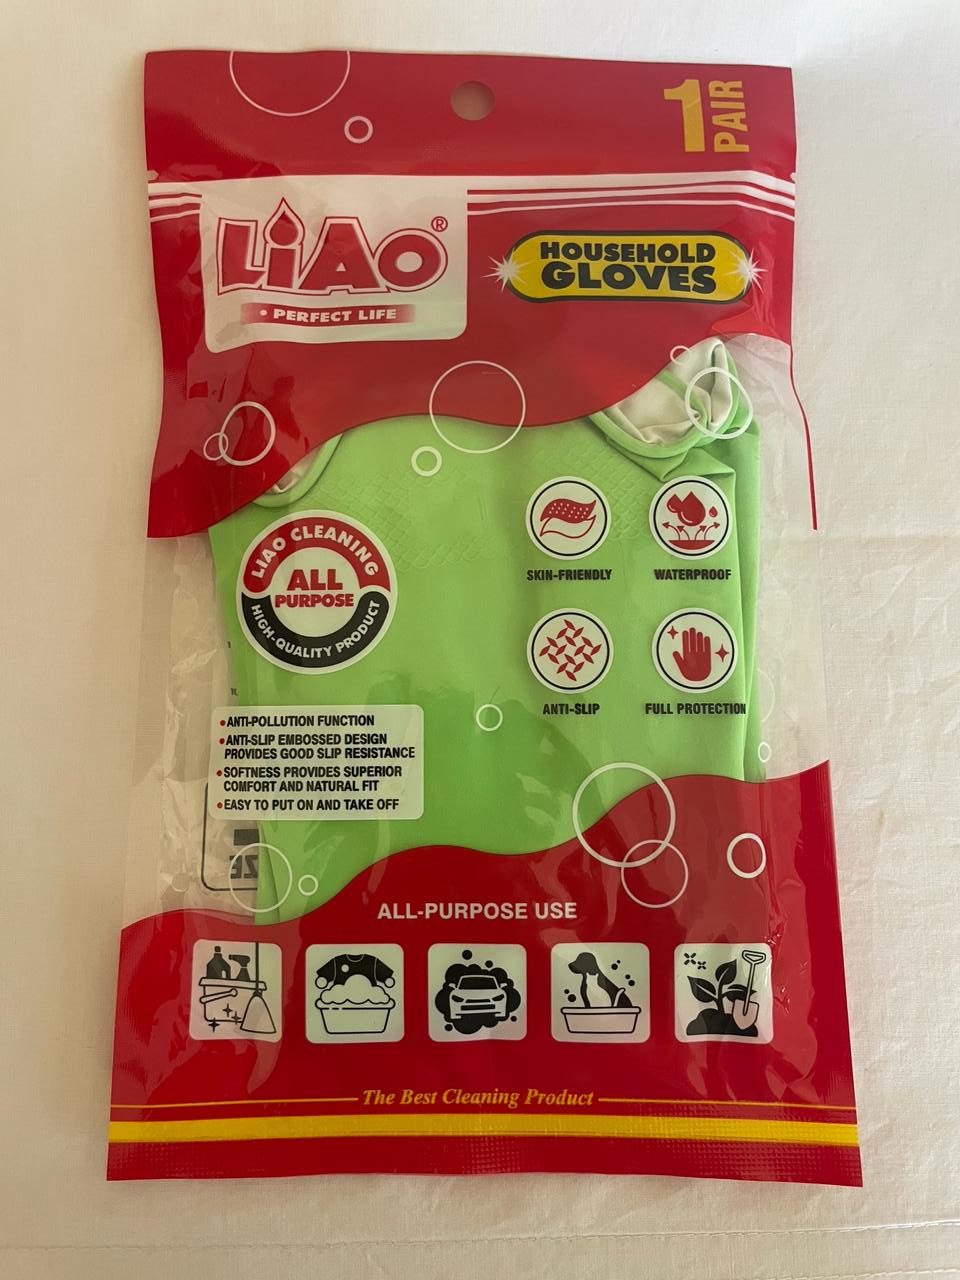 1 PAIR
LiAO®
• PERFECT LIFE
HOUSEHOLD
GLOVES
LIAO CLEANING
ALL
PURPOSE
HIGH-QUALITY PRODUCT
SKIN-FRIENDLY
WATERPROOF
ANTI-SLIP
FULL PROTECTION
• ANTI-POLLUTION FUNCTION
• ANTI-SLIP EMBOSSED DESIGN
PROVIDES GOOD SLIP RESISTANCE
• SOFTNESS PROVIDES SUPERIOR
COMFORT AND NATURAL FIT
• EASY TO PUT ON AND TAKE OFF
ALL-PURPOSE USE
The Best Cleaning Product